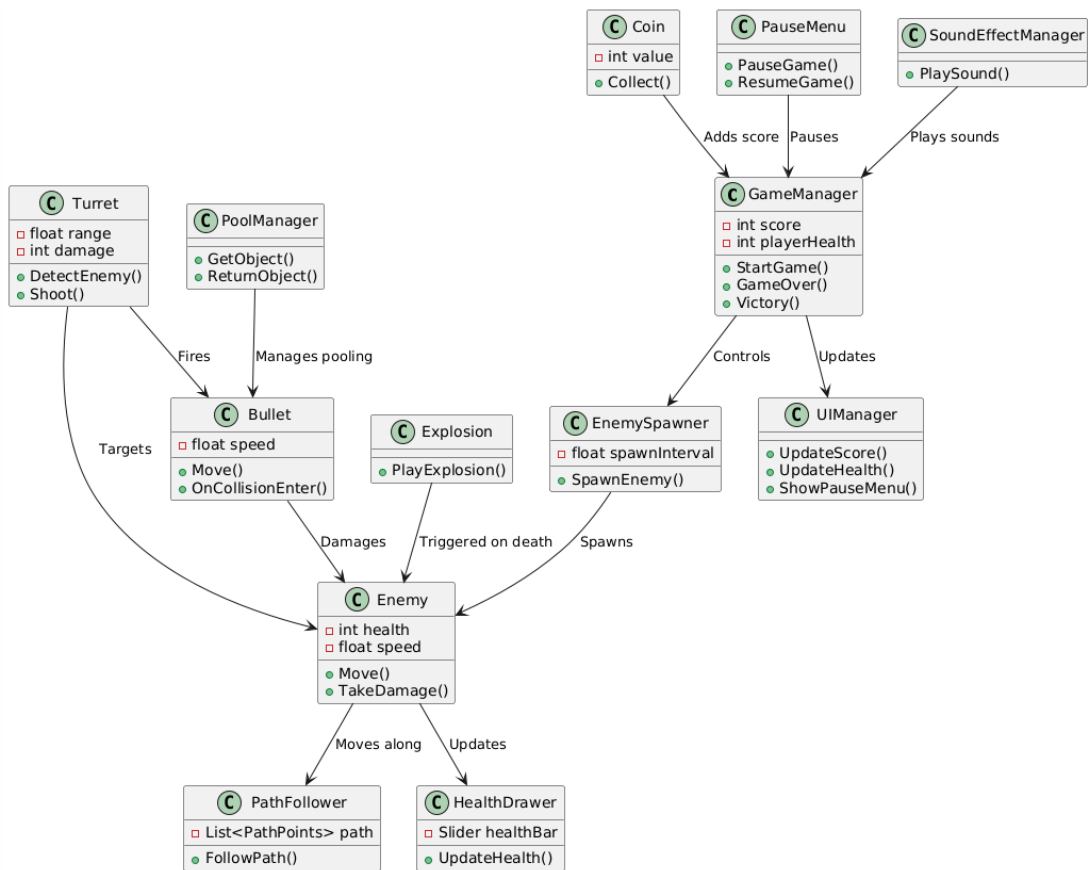 C Coin
int value
Collect()
C PauseMenu
PauseGame()
ResumeGame()
C SoundEffectManager
PlaySound()
Adds score
Pauses
Plays sounds
C Turret
float range
int damage
DetectEnemy()
Shoot()
C PoolManager
GetObject()
ReturnObject()
C GameManager
int score
int playerHealth
StartGame()
GameOver()
Victory()
Fires
Manages pooling
Controls
Updates
Targets
C Bullet
float speed
Move()
OnCollisionEnter()
C Explosion
PlayExplosion()
C EnemySpawner
float spawnInterval
SpawnEnemy()
C UIManager
UpdateScore()
UpdateHealth()
ShowPauseMenu()
Damages
Triggered on death
Spawns
C Enemy
int health
float speed
Move()
TakeDamage()
Moves along
Updates
C PathFollower
List<PathPoints> path
FollowPath()
C HealthDrawer
Slider healthBar
UpdateHealth()